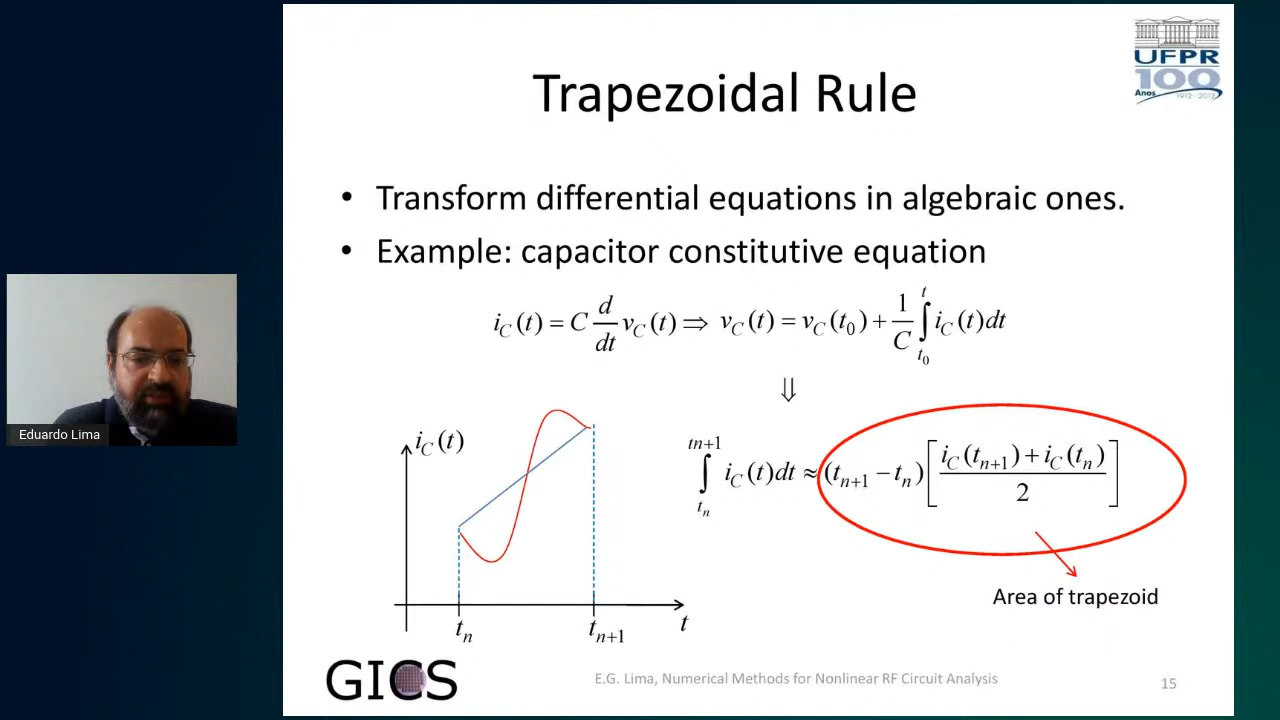 UFPR
100
Anos 1912-2012
Trapezoidal Rule
• Transform differential equations in algebraic ones.
• Example: capacitor constitutive equation
i_C(t) = C d/dt v_C(t) ⇒ v_C(t) = v_C(t_0) + 1/C ∫_{t_0}^{t} i_C(t)dt
⇓
Eduardo Lima
i_C(t)
∫_{t_n}^{tn+1} i_C(t)dt ≈ (t_{n+1} − t_n) [ (i_C(t_{n+1}) + i_C(t_n)) / 2 ]
Area of trapezoid
t_n t_{n+1} t
GICS
E.G. Lima, Numerical Methods for Nonlinear RF Circuit Analysis
15